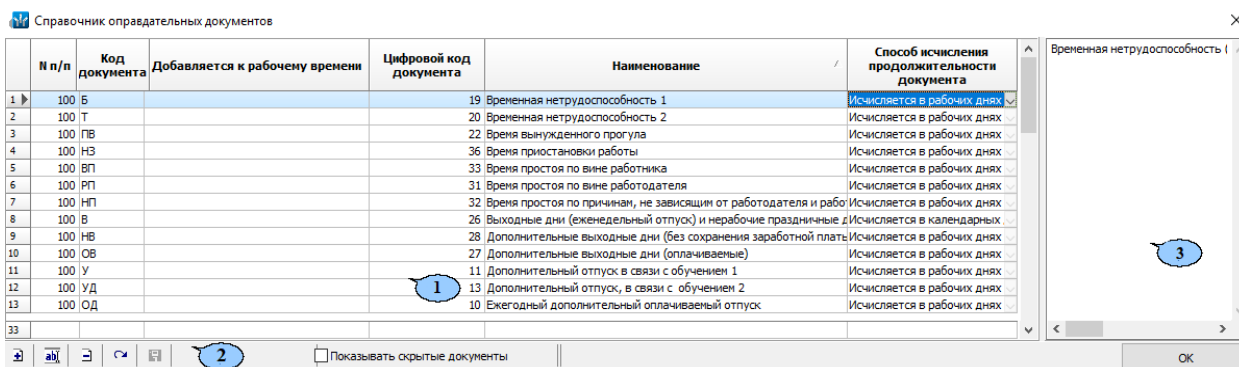 Справочник оправдательных документов
N п/п Код документа Добавляется к рабочему времени Цифровой код документа Наименование Способ исчисления продолжительности документа Временная нетрудоспособность (
1 100 Б 19 Временная нетрудоспособность 1 Исчисляется в рабочих днях
2 100 Т 20 Временная нетрудоспособность 2 Исчисляется в рабочих днях
3 100 ПВ 22 Время вынужденного прогула Исчисляется в рабочих днях
4 100 НЗ 36 Время приостановки работы Исчисляется в рабочих днях
5 100 ВП 33 Время простоя по вине работника Исчисляется в рабочих днях
6 100 РП 31 Время простоя по вине работодателя Исчисляется в рабочих днях
7 100 НП 32 Время простоя по причинам, не зависящим от работодателя и рабо Исчисляется в рабочих днях
8 100 В 26 Выходные дни (еженедельный отпуск) и нерабочие праздничные д Исчисляется в календарных
9 100 НВ 28 Дополнительные выходные дни (без сохранения заработной плать Исчисляется в рабочих днях
10 100 ОВ 27 Дополнительные выходные дни (оплачиваемые) Исчисляется в рабочих днях
11 100 У 11 Дополнительный отпуск в связи с обучением 1 Исчисляется в рабочих днях
12 100 УД 13 Дополнительный отпуск, в связи с обучением 2 Исчисляется в рабочих днях
13 100 ОД 10 Ежегодный дополнительный оплачиваемый отпуск Исчисляется в рабочих днях
1
3
33
2 Показывать скрытые документы OK